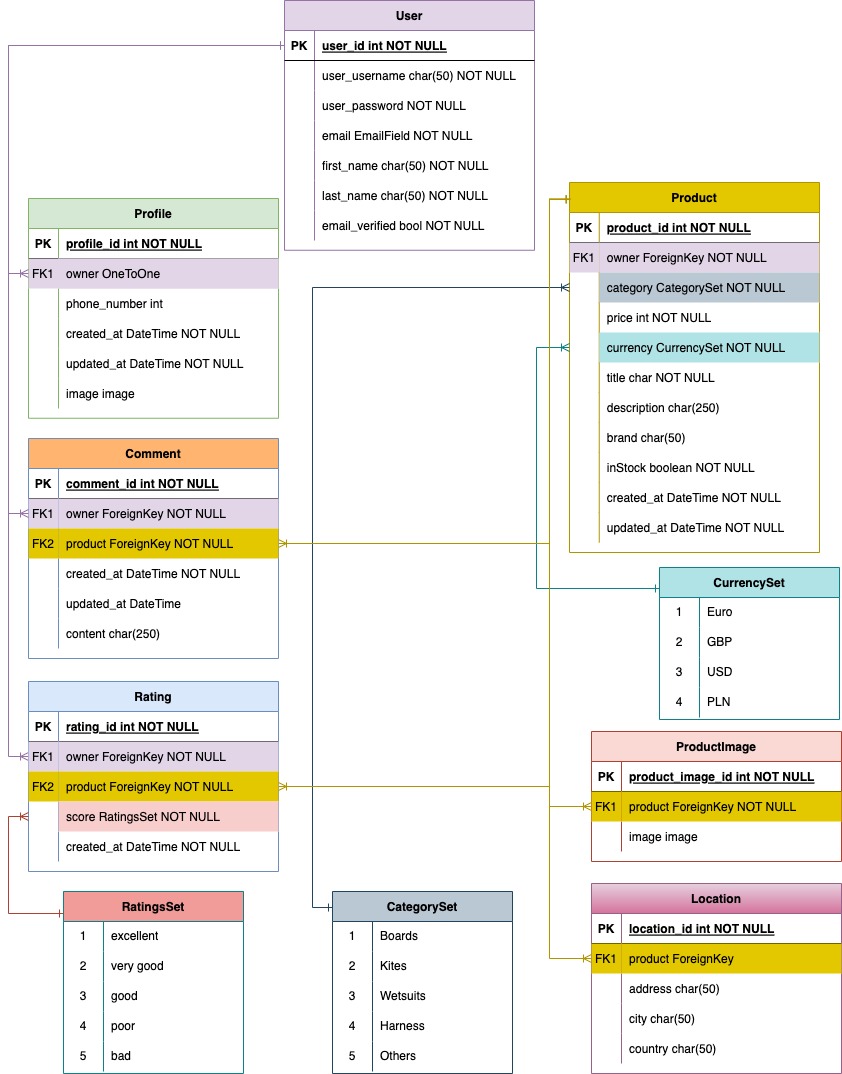 User
PK user_id int NOT NULL
user_username char(50) NOT NULL
user_password NOT NULL
email EmailField NOT NULL
first_name char(50) NOT NULL
last_name char(50) NOT NULL
email_verified bool NOT NULL
Profile
PK profile_id int NOT NULL
FK1 owner OneToOne
phone_number int
created_at DateTime NOT NULL
updated_at DateTime NOT NULL
image image
Product
PK product_id int NOT NULL
FK1 owner ForeignKey NOT NULL
category CategorySet NOT NULL
price int NOT NULL
currency CurrencySet NOT NULL
title char NOT NULL
description char(250)
brand char(50)
inStock boolean NOT NULL
created_at DateTime NOT NULL
updated_at DateTime NOT NULL
Comment
PK comment_id int NOT NULL
FK1 owner ForeignKey NOT NULL
FK2 product ForeignKey NOT NULL
created_at DateTime NOT NULL
updated_at DateTime
content char(250)
CurrencySet
1 Euro
2 GBP
3 USD
4 PLN
Rating
PK rating_id int NOT NULL
FK1 owner ForeignKey NOT NULL
FK2 product ForeignKey NOT NULL
score RatingsSet NOT NULL
created_at DateTime NOT NULL
ProductImage
PK product_image_id int NOT NULL
FK1 product ForeignKey NOT NULL
image image
RatingsSet
1 excellent
2 very good
3 good
4 poor
5 bad
CategorySet
1 Boards
2 Kites
3 Wetsuits
4 Harness
5 Others
Location
PK location_id int NOT NULL
FK1 product ForeignKey
address char(50)
city char(50)
country char(50)